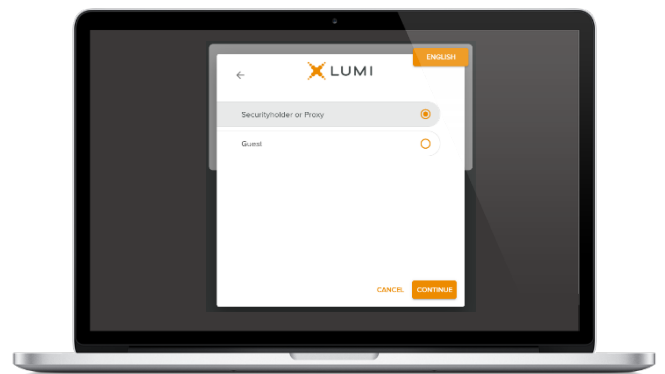 ENGLISH
LUMI
Securityholder or Proxy
Guest
CANCEL
CONTINUE